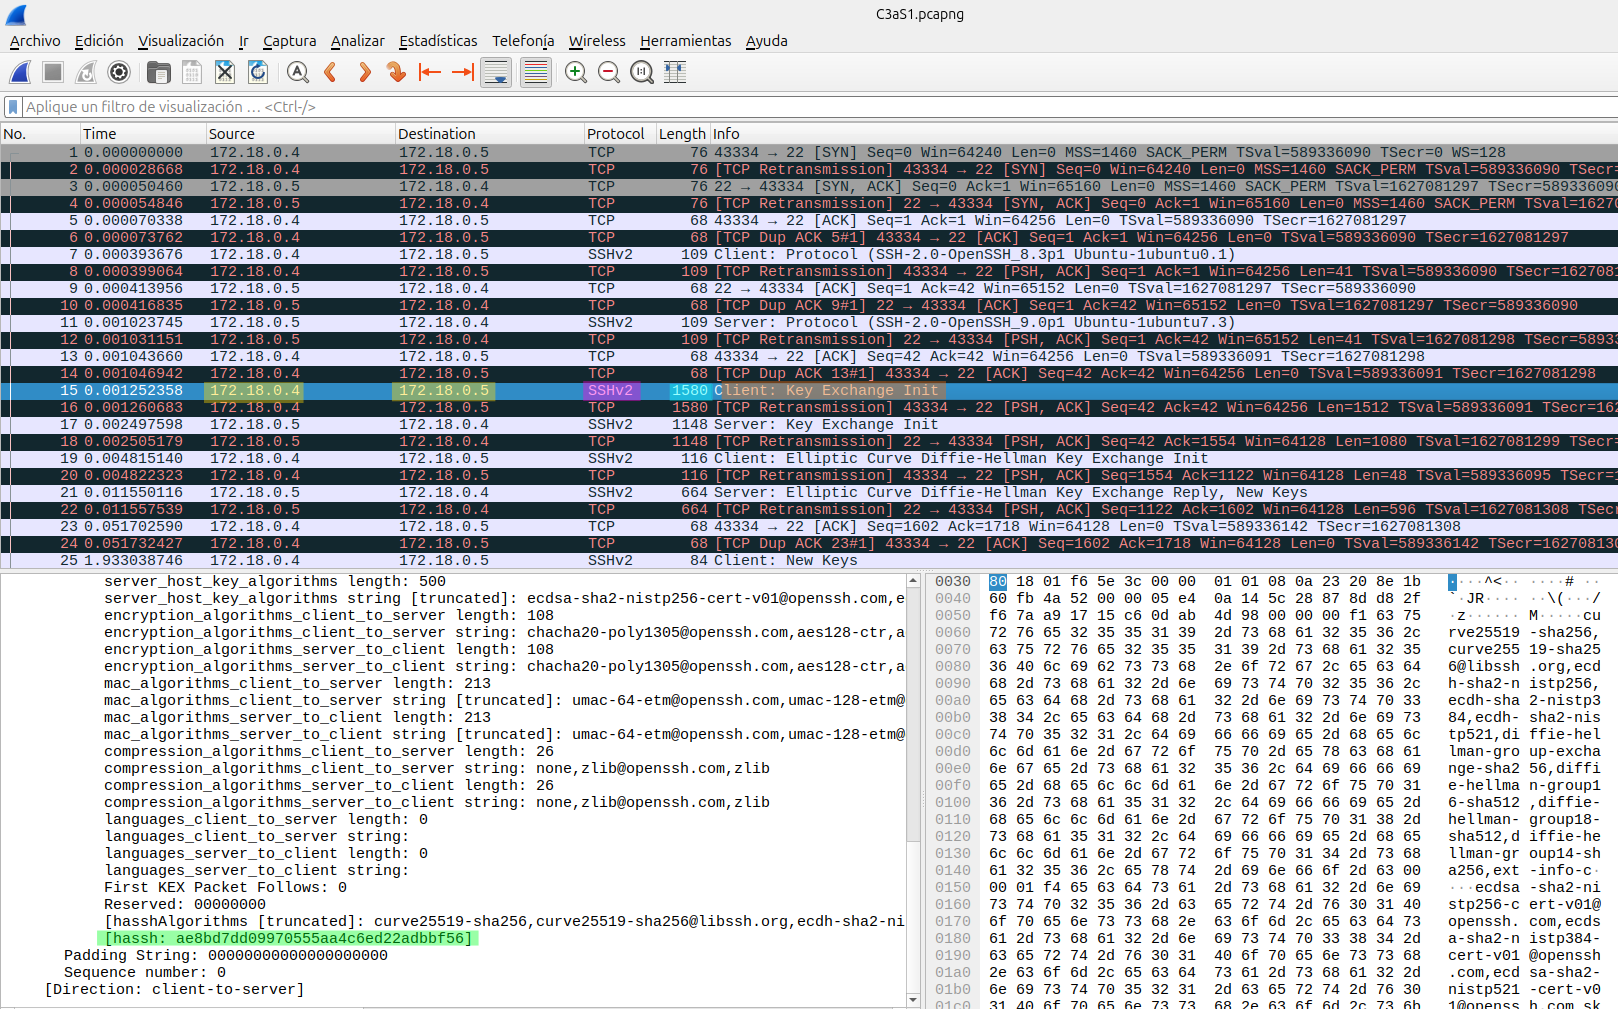 C3aS1.pcapng
Archivo Edición Visualización Ir Captura Analizar Estadísticas Telefonía Wireless Herramientas Ayuda
Aplique un filtro de visualización … <Ctrl-/>
No. Time Source Destination Protocol Length Info
1 0.000000000 172.18.0.4 172.18.0.5 TCP 76 43334 → 22 [SYN] Seq=0 Win=64240 Len=0 MSS=1460 SACK_PERM TSval=589336090 TSecr=0 WS=128
2 0.000028668 172.18.0.4 172.18.0.5 TCP 76 [TCP Retransmission] 43334 → 22 [SYN] Seq=0 Win=64240 Len=0 MSS=1460 SACK_PERM TSval=589336090 TSecr=
3 0.000050460 172.18.0.5 172.18.0.4 TCP 76 22 → 43334 [SYN, ACK] Seq=0 Ack=1 Win=65160 Len=0 MSS=1460 SACK_PERM TSval=1627081297 TSecr=589336090
4 0.000054846 172.18.0.5 172.18.0.4 TCP 76 [TCP Retransmission] 22 → 43334 [SYN, ACK] Seq=0 Ack=1 Win=65160 Len=0 MSS=1460 SACK_PERM TSval=16270
5 0.000070338 172.18.0.4 172.18.0.5 TCP 68 43334 → 22 [ACK] Seq=1 Ack=1 Win=64256 Len=0 TSval=589336090 TSecr=1627081297
6 0.000073762 172.18.0.4 172.18.0.5 TCP 68 [TCP Dup ACK 5#1] 43334 → 22 [ACK] Seq=1 Ack=1 Win=64256 Len=0 TSval=589336090 TSecr=1627081297
7 0.000393676 172.18.0.4 172.18.0.5 SSHv2 109 Client: Protocol (SSH-2.0-OpenSSH_8.3p1 Ubuntu-1ubuntu0.1)
8 0.000399064 172.18.0.4 172.18.0.5 TCP 109 [TCP Retransmission] 43334 → 22 [PSH, ACK] Seq=1 Ack=1 Win=64256 Len=41 TSval=589336090 TSecr=1627081
9 0.000413956 172.18.0.5 172.18.0.4 TCP 68 22 → 43334 [ACK] Seq=1 Ack=42 Win=65152 Len=0 TSval=1627081297 TSecr=589336090
10 0.000416835 172.18.0.5 172.18.0.4 TCP 68 [TCP Dup ACK 9#1] 22 → 43334 [ACK] Seq=1 Ack=42 Win=65152 Len=0 TSval=1627081297 TSecr=589336090
11 0.001023745 172.18.0.5 172.18.0.4 SSHv2 109 Server: Protocol (SSH-2.0-OpenSSH_9.0p1 Ubuntu-1ubuntu7.3)
12 0.001031151 172.18.0.5 172.18.0.4 TCP 109 [TCP Retransmission] 22 → 43334 [PSH, ACK] Seq=1 Ack=42 Win=65152 Len=41 TSval=1627081298 TSecr=58933
13 0.001043660 172.18.0.4 172.18.0.5 TCP 68 43334 → 22 [ACK] Seq=42 Ack=42 Win=64256 Len=0 TSval=589336091 TSecr=1627081298
14 0.001046942 172.18.0.4 172.18.0.5 TCP 68 [TCP Dup ACK 13#1] 43334 → 22 [ACK] Seq=42 Ack=42 Win=64256 Len=0 TSval=589336091 TSecr=1627081298
15 0.001252358 172.18.0.4 172.18.0.5 SSHv2 1580 Client: Key Exchange Init
16 0.001260683 172.18.0.4 172.18.0.5 TCP 1580 [TCP Retransmission] 43334 → 22 [PSH, ACK] Seq=42 Ack=42 Win=64256 Len=1512 TSval=589336091 TSecr=162
17 0.002497598 172.18.0.5 172.18.0.4 SSHv2 1148 Server: Key Exchange Init
18 0.002505179 172.18.0.5 172.18.0.4 TCP 1148 [TCP Retransmission] 22 → 43334 [PSH, ACK] Seq=42 Ack=1554 Win=64128 Len=1080 TSval=1627081299 TSecr=5
19 0.004815140 172.18.0.4 172.18.0.5 SSHv2 116 Client: Elliptic Curve Diffie-Hellman Key Exchange Init
20 0.004822323 172.18.0.4 172.18.0.5 TCP 116 [TCP Retransmission] 43334 → 22 [PSH, ACK] Seq=1554 Ack=1122 Win=64128 Len=48 TSval=589336095 TSecr=1
21 0.011550116 172.18.0.5 172.18.0.4 SSHv2 664 Server: Elliptic Curve Diffie-Hellman Key Exchange Reply, New Keys
22 0.011557539 172.18.0.5 172.18.0.4 TCP 664 [TCP Retransmission] 22 → 43334 [PSH, ACK] Seq=1122 Ack=1602 Win=64128 Len=596 TSval=1627081308 TSecr
23 0.051702590 172.18.0.4 172.18.0.5 TCP 68 43334 → 22 [ACK] Seq=1602 Ack=1718 Win=64128 Len=0 TSval=589336142 TSecr=1627081308
24 0.051732427 172.18.0.4 172.18.0.5 TCP 68 [TCP Dup ACK 23#1] 43334 → 22 [ACK] Seq=1602 Ack=1718 Win=64128 Len=0 TSval=589336142 TSecr=162708130
25 1.933038746 172.18.0.4 172.18.0.5 SSHv2 84 Client: New Keys
server_host_key_algorithms length: 500
server_host_key_algorithms string [truncated]: ecdsa-sha2-nistp256-cert-v01@openssh.com,e
encryption_algorithms_client_to_server length: 108
encryption_algorithms_client_to_server string: chacha20-poly1305@openssh.com,aes128-ctr,a
encryption_algorithms_server_to_client length: 108
encryption_algorithms_server_to_client string: chacha20-poly1305@openssh.com,aes128-ctr,a
mac_algorithms_client_to_server length: 213
mac_algorithms_client_to_server string [truncated]: umac-64-etm@openssh.com,umac-128-etm@
mac_algorithms_server_to_client length: 213
mac_algorithms_server_to_client string [truncated]: umac-64-etm@openssh.com,umac-128-etm@
compression_algorithms_client_to_server length: 26
compression_algorithms_client_to_server string: none,zlib@openssh.com,zlib
compression_algorithms_server_to_client length: 26
compression_algorithms_server_to_client string: none,zlib@openssh.com,zlib
languages_client_to_server length: 0
languages_client_to_server string:
languages_server_to_client length: 0
languages_server_to_client string:
First KEX Packet Follows: 0
Reserved: 00000000
[hasshAlgorithms [truncated]: curve25519-sha256,curve25519-sha256@libssh.org,ecdh-sha2-ni
[hassh: ae8bd7dd09970555aa4c6ed22adbbf56]
Padding String: 00000000000000000000
Sequence number: 0
[Direction: client-to-server]
0030 80 18 01 f6 5e 3c 00 00 01 01 08 0a 23 20 8e 1b ····^<·· ····# ··
0040 60 fb 4a 52 00 00 05 e4 0a 14 5c 28 87 8d d8 2f `·JR···· ··\(···/
0050 f6 7a a9 17 15 c6 0d ab 4d 98 00 00 00 f1 63 75 ·z······ M·····cu
0060 72 76 65 32 35 35 31 39 2d 73 68 61 32 35 36 2c rve25519 -sha256,
0070 63 75 72 76 65 32 35 35 31 39 2d 73 68 61 32 35 curve255 19-sha25
0080 36 40 6c 69 62 73 73 68 2e 6f 72 67 2c 65 63 64 6@libssh .org,ecd
0090 68 2d 73 68 61 32 2d 6e 69 73 74 70 32 35 36 2c h-sha2-n istp256,
00a0 65 63 64 68 2d 73 68 61 32 2d 6e 69 73 74 70 33 ecdh-sha 2-nistp3
00b0 38 34 2c 65 63 64 68 2d 73 68 61 32 2d 6e 69 73 84,ecdh- sha2-nis
00c0 74 70 35 32 31 2c 64 69 66 66 69 65 2d 68 65 6c tp521,di ffie-hel
00d0 6c 6d 61 6e 2d 67 72 6f 75 70 2d 65 78 63 68 61 lman-gro up-excha
00e0 6e 67 65 2d 73 68 61 32 35 36 2c 64 69 66 66 69 nge-sha2 56,diffi
00f0 65 2d 68 65 6c 6c 6d 61 6e 2d 67 72 6f 75 70 31 e-hellma n-group1
0100 36 2d 73 68 61 35 31 32 2c 64 69 66 66 69 65 2d 6-sha512 ,diffie-
0110 68 65 6c 6c 6d 61 6e 2d 67 72 6f 75 70 31 38 2d hellman- group18-
0120 73 68 61 35 31 32 2c 64 69 66 66 69 65 2d 68 65 sha512,d iffie-he
0130 6c 6c 6d 61 6e 2d 67 72 6f 75 70 31 34 2d 73 68 llman-gr oup14-sh
0140 61 32 35 36 2c 65 78 74 2d 69 6e 66 6f 2d 63 00 a256,ext -info-c·
0150 00 01 f4 65 63 64 73 61 2d 73 68 61 32 2d 6e 69 ···ecdsa -sha2-ni
0160 73 74 70 32 35 36 2d 63 65 72 74 2d 76 30 31 40 stp256-c ert-v01@
0170 6f 70 65 6e 73 73 68 2e 63 6f 6d 2c 65 63 64 73 openssh. com,ecds
0180 61 2d 73 68 61 32 2d 6e 69 73 74 70 33 38 34 2d a-sha2-n istp384-
0190 63 65 72 74 2d 76 30 31 40 6f 70 65 6e 73 73 68 cert-v01 @openssh
01a0 2e 63 6f 6d 2c 65 63 64 73 61 2d 73 68 61 32 2d .com,ecd sa-sha2-
01b0 6e 69 73 74 70 35 32 31 2d 63 65 72 74 2d 76 30 nistp521 -cert-v0
01c0 31 40 6f 70 65 6e 73 73 68 2e 63 6f 6d 2c 73 6b 1@openss h.com,sk